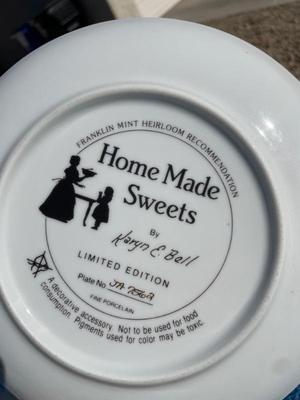 FRANKLIN MINT HEIRLOOM RECOMMENDATION
Home Made
Sweets
By
Karyn E. Bell
LIMITED EDITION
Plate No.
FINE PORCELAIN
A decorative accessory. Not to be used for food
consumption. Pigments used for color may be toxic.